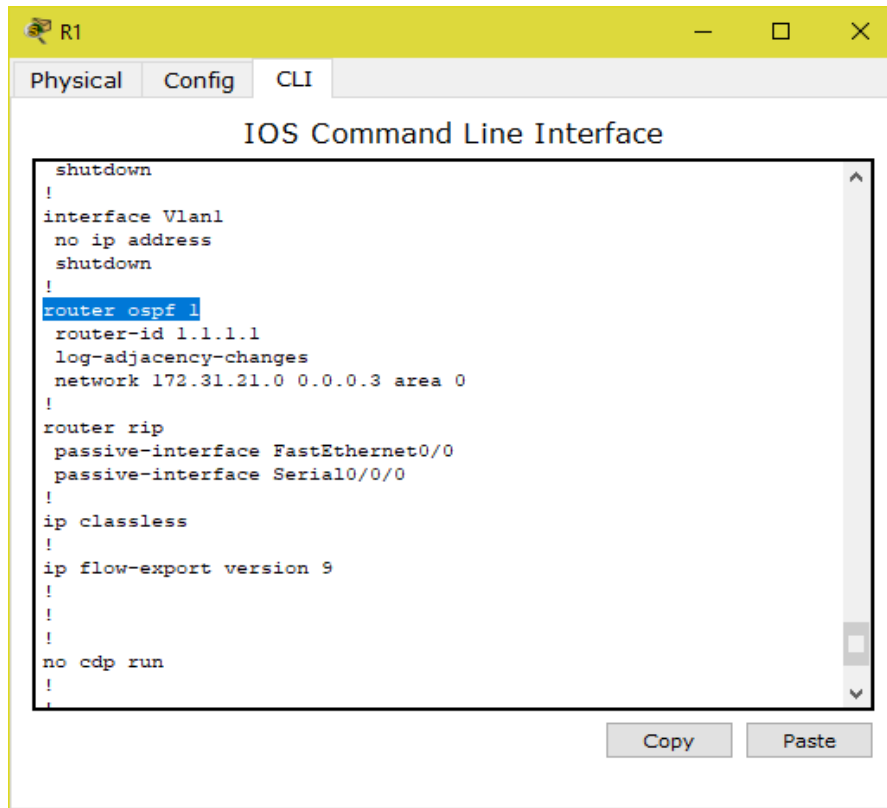 R1
Physical Config CLI
IOS Command Line Interface
shutdown
!
interface Vlan1
no ip address
shutdown
!
router ospf 1
router-id 1.1.1.1
log-adjacency-changes
network 172.31.21.0 0.0.0.3 area 0
!
router rip
passive-interface FastEthernet0/0
passive-interface Serial0/0/0
!
ip classless
!
ip flow-export version 9
!
!
!
no cdp run
!
!
Copy Paste